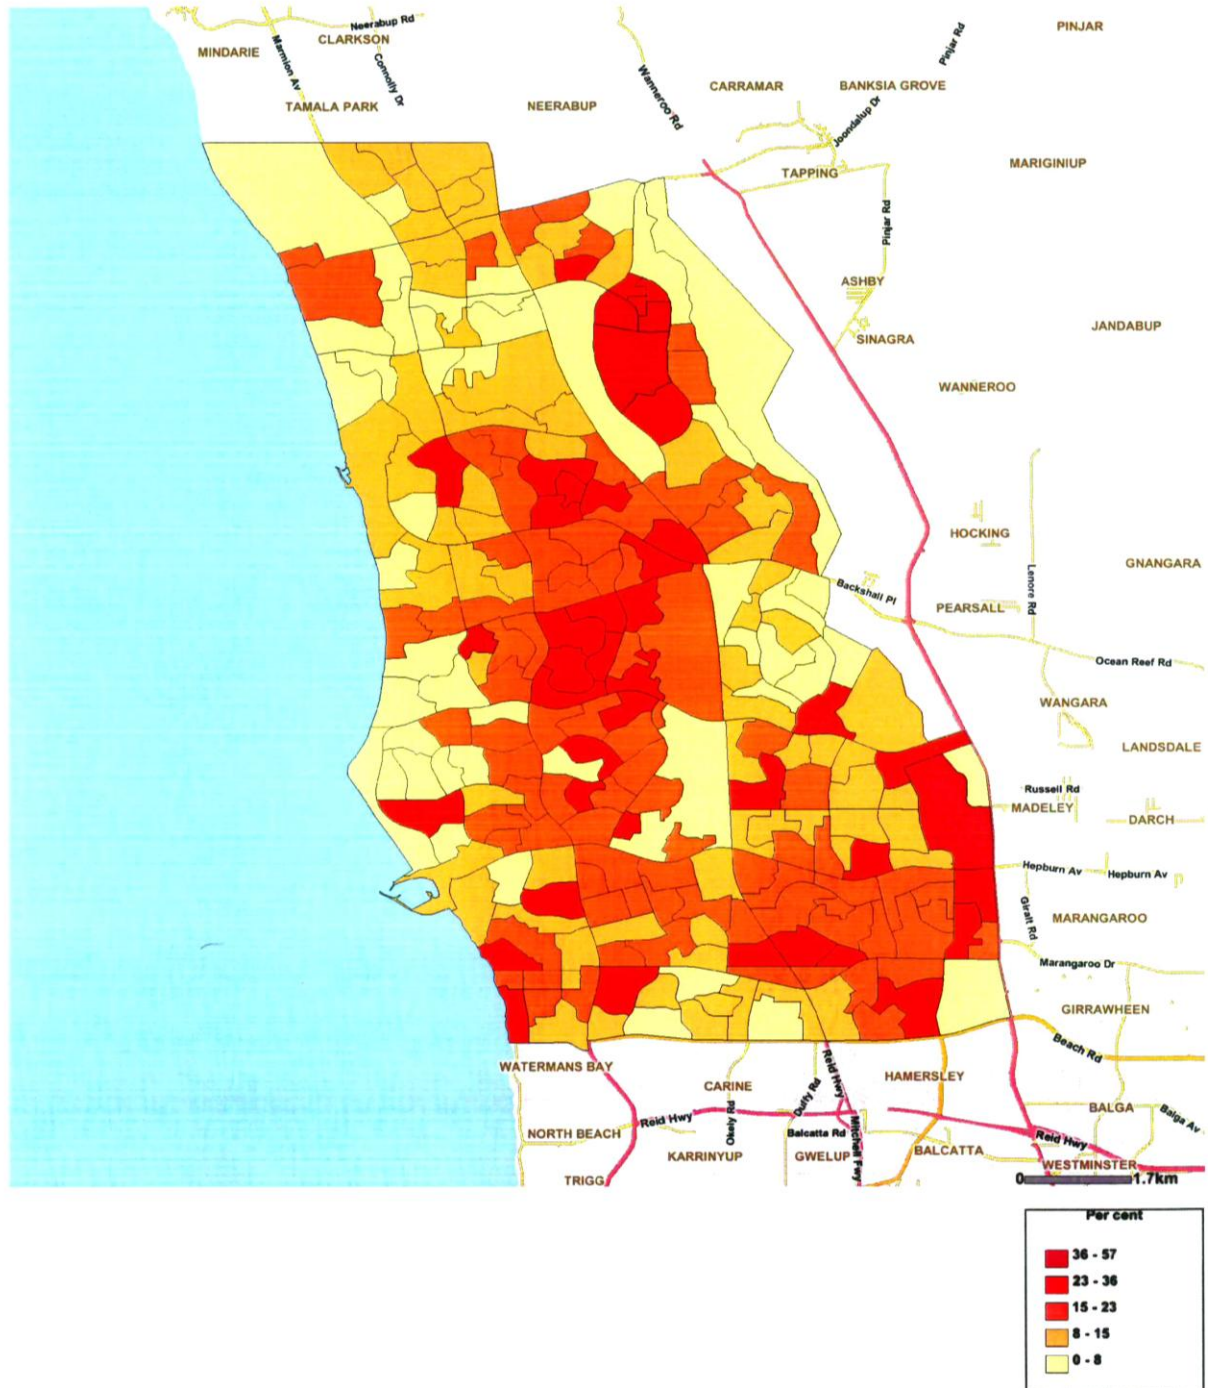 Neerabup Rd
PINJAR
CLARKSON
MINDARIE
Marmion Av
Connolly Dr
Pinjar Rd
Wanneroo Rd
CARRAMAR
BANKSIA GROVE
TAMALA PARK
NEERABUP
Joondalup Dr
MARIGINIUP
TAPPING
Pinjar Rd
ASHBY
JANDABUP
SINAGRA
WANNEROO
HOCKING
GNANGARA
Lenore Rd
Backshall Pl
PEARSALL
Ocean Reef Rd
WANGARA
LANDSDALE
Russell Rd
MADELEY
DARCH
Hepburn Av
Hepburn Av
Giralt Rd
MARANGAROO
Marangaroo Dr
GIRRAWHEEN
Beach Rd
WATERMANS BAY
CARINE
Duffy Rd
Reid Hwy
HAMERSLEY
BALGA
Balga Av
NORTH BEACH
Reid Hwy
Okely Rd
Balcatta Rd
Mitchell Fwy
Reid Hwy
KARRINYUP
GWELUP
BALCATTA
WESTMINSTER
TRIGG
0 1.7km
Per cent
36 - 57
23 - 36
15 - 23
8 - 15
0 - 8